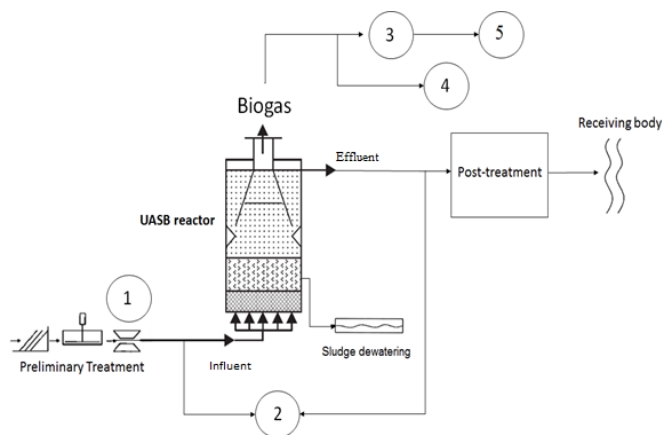 3
5
4
Biogas
Receiving body
Effluent
Post-treatment
UASB reactor
1
Preliminary Treatment
Influent
Sludge dewatering
2